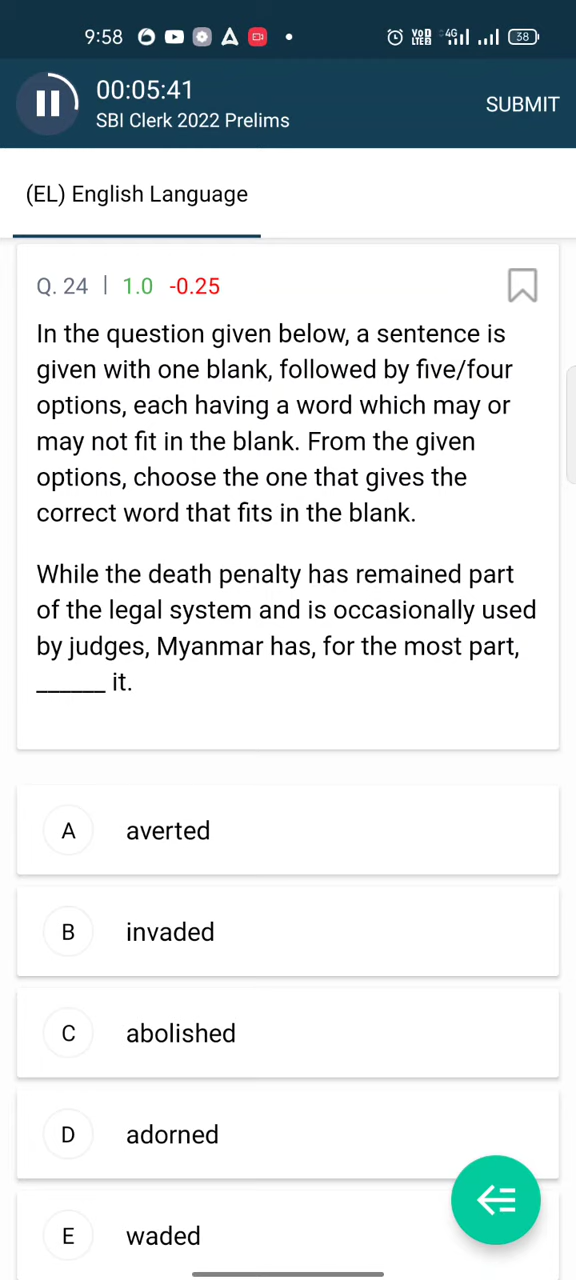 9:58
VoD LTE2 4G 38
00:05:41
SBI Clerk 2022 Prelims
SUBMIT
(EL) English Language
Q. 24 | 1.0 -0.25
In the question given below, a sentence is
given with one blank, followed by five/four
options, each having a word which may or
may not fit in the blank. From the given
options, choose the one that gives the
correct word that fits in the blank.
While the death penalty has remained part
of the legal system and is occasionally used
by judges, Myanmar has, for the most part,
______ it.
A averted
B invaded
C abolished
D adorned
E waded